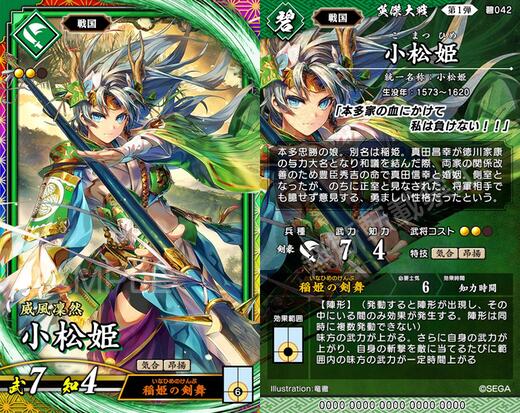 戦国
威風凛然
小松姫
気合 昂揚
武7 知4
いなひめのけんぶ
稲姫の剣舞
6
SAMPLE
碧
戦国
英傑大戦 第1弾 碧042
こまつひめ
小松姫
統一名称:小松姫
生没年:1573〜1620
「本多家の血にかけて
私は負けない!!」
本多忠勝の娘。別名は稲姫。真田昌幸が徳川家康
の与力大名となり和議を結んだ際、両家の関係改
善のため豊臣秀吉の命で真田信幸と婚姻。側室と
なったが、のちに正室と見なされた。将軍相手で
も臆せず意見する、勇ましい性格だったという。
兵種 武力 知力 武将コスト
剣豪 7 4 特技 気合 昂揚
いなひめのけんぶ 必要士気 効果時間
稲姫の剣舞 6 知力時間
効果範囲
【陣形】(発動すると陣形が出現し、その
中にいる間のみ効果が発生する。陣形は同
時に複数発動できない)
味方の武力が上がる。さらに自身の武力が
上がり、自身の斬撃を敵に当てるたびに範
囲内の味方の武力が一定時間上がる
Illustration:竜徹 ©SEGA
0000 0000 0000 0000 0000